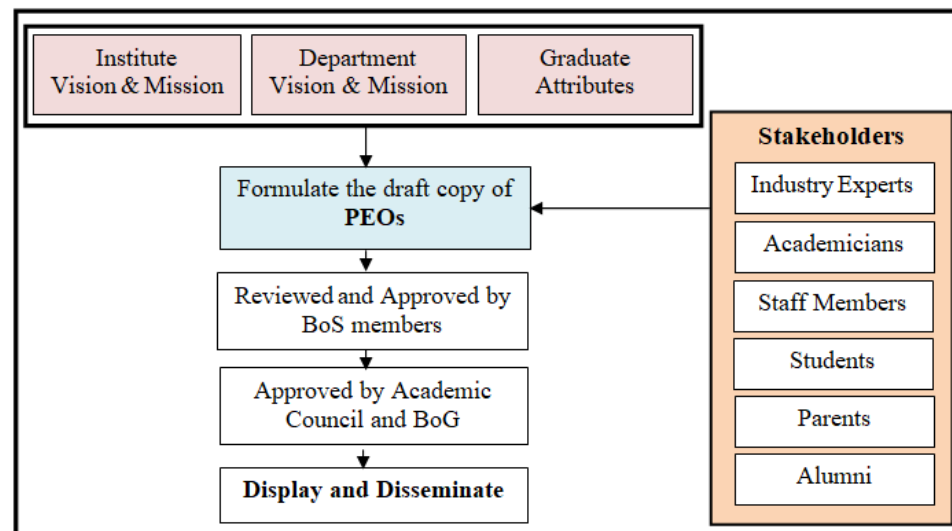 Institute
Vision & Mission
Department
Vision & Mission
Graduate
Attributes
Formulate the draft copy of
PEOs
Reviewed and Approved by
BoS members
Approved by Academic
Council and BoG
Display and Disseminate
Stakeholders
Industry Experts
Academicians
Staff Members
Students
Parents
Alumni